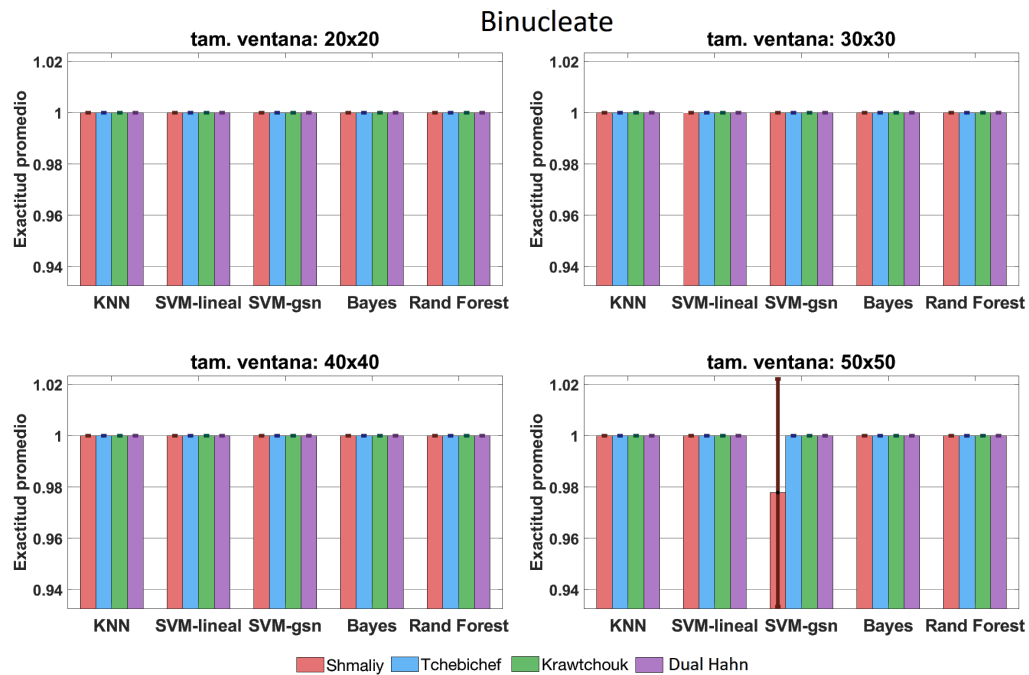 Binucleate
tam. ventana: 20x20
Exactitud promedio
1.02
1
0.98
0.96
0.94
KNN SVM-lineal SVM-gsn Bayes Rand Forest
tam. ventana: 30x30
Exactitud promedio
1.02
1
0.98
0.96
0.94
KNN SVM-lineal SVM-gsn Bayes Rand Forest
tam. ventana: 40x40
Exactitud promedio
1.02
1
0.98
0.96
0.94
KNN SVM-lineal SVM-gsn Bayes Rand Forest
tam. ventana: 50x50
Exactitud promedio
1.02
1
0.98
0.96
0.94
KNN SVM-lineal SVM-gsn Bayes Rand Forest
Shmaliy Tchebichef Krawtchouk Dual Hahn